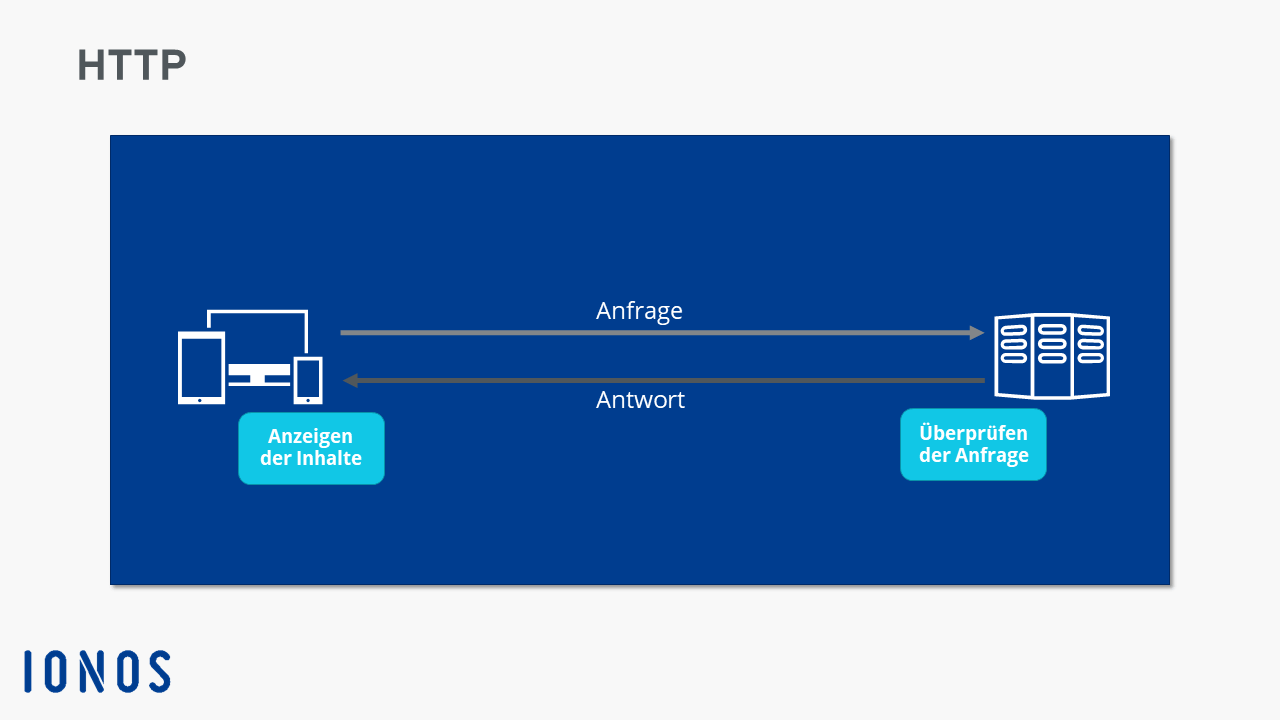 HTTP
Anfrage
Antwort
Anzeigen
der Inhalte
Überprüfen
der Anfrage
IONOS